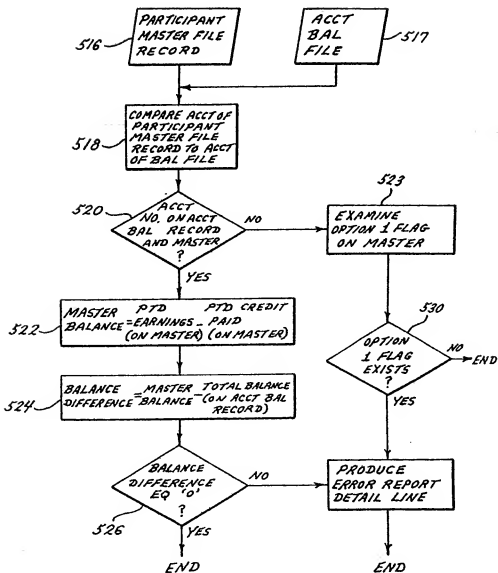 PARTICIPANT
MASTER FILE
RECORD
516
ACCT
BAL
FILE
517
COMPARE ACCT OF
PARTICIPANT
MASTER FILE
RECORD TO ACCT
OF BAL FILE
518
ACCT
NO. ON ACCT
BAL RECORD
AND MASTER
?
520
NO
YES
523
EXAMINE
OPTION 1 FLAG
ON MASTER
MASTER PTD PTD CREDIT
BALANCE = EARNINGS - PAID
(ON MASTER) (ON MASTER)
522
530
OPTION
1 FLAG
EXISTS
?
NO
END
YES
BALANCE = MASTER - TOTAL BALANCE
DIFFERENCE BALANCE (ON ACCT BAL
RECORD)
524
BALANCE
DIFFERENCE
EQ '0'
?
526
NO
YES
END
PRODUCE
ERROR REPORT
DETAIL LINE
END